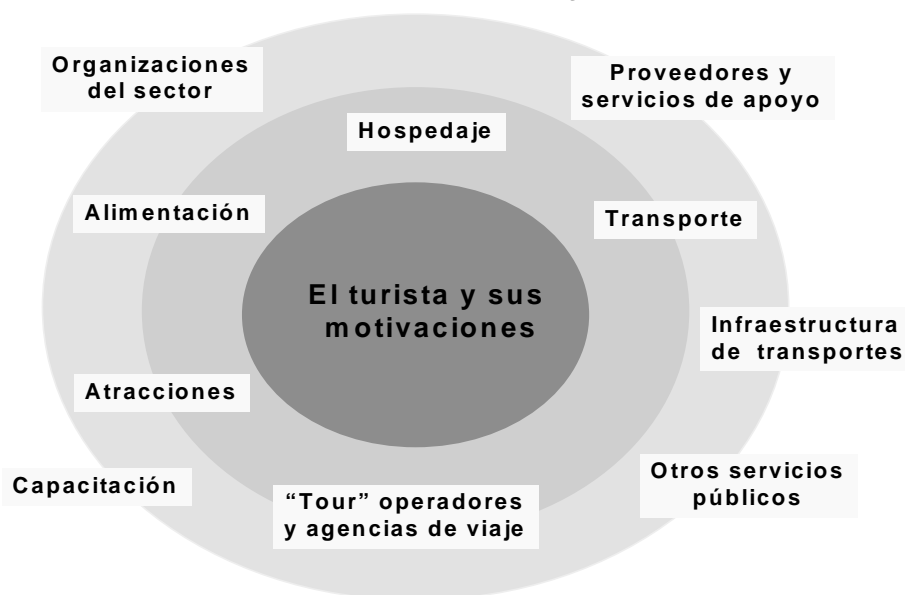 Organizaciones
del sector
Proveedores y
servicios de apoyo
Hospedaje
Alimentación
Transporte
El turista y sus
motivaciones
Infraestructura
de transportes
Atracciones
Capacitación
Otros servicios
públicos
“Tour” operadores
y agencias de viaje